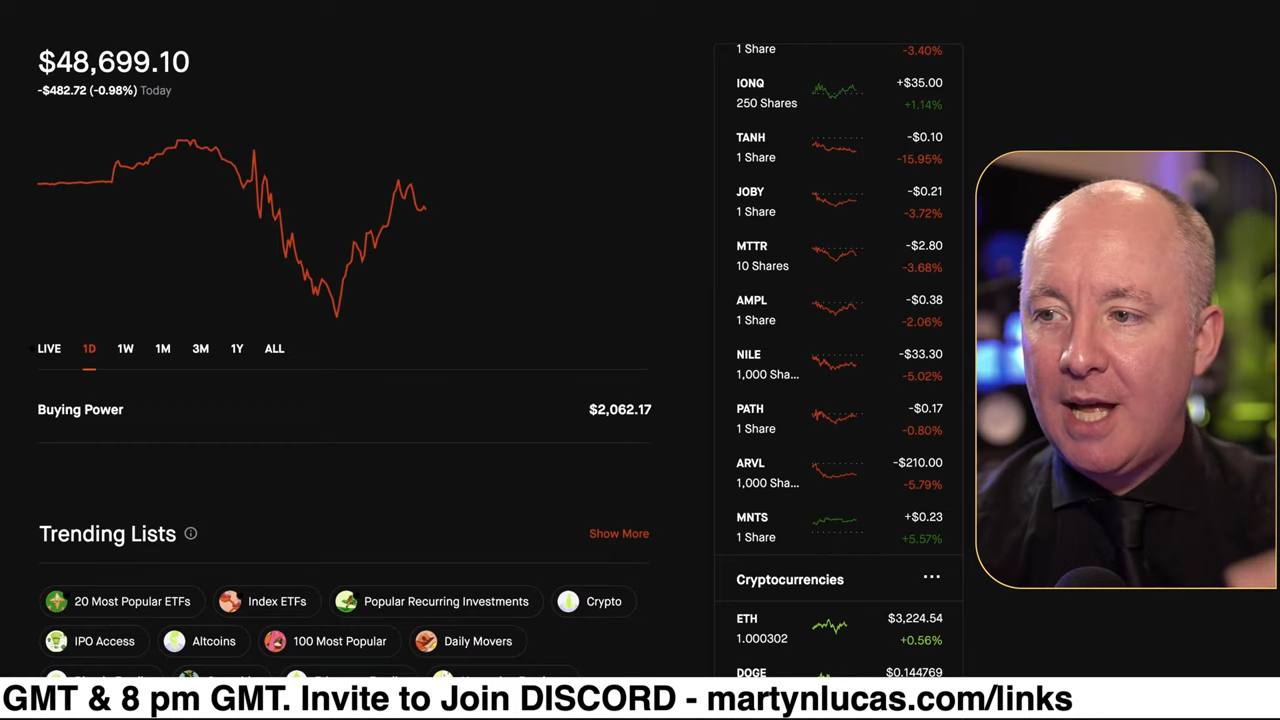 $48,699.10
-$482.72 (-0.98%) Today
LIVE 1D 1W 1M 3M 1Y ALL
Buying Power $2,062.17
Trending Lists
Show More
20 Most Popular ETFs Index ETFs Popular Recurring Investments Crypto
IPO Access Altcoins 100 Most Popular Daily Movers
1 Share -3.40%
IONQ +$35.00
250 Shares +1.14%
TANH -$0.10
1 Share -15.95%
JOBY -$0.21
1 Share -3.72%
MTTR -$2.80
10 Shares -3.68%
AMPL -$0.38
1 Share -2.06%
NILE -$33.30
1,000 Sha... -5.02%
PATH -$0.17
1 Share -0.80%
ARVL -$210.00
1,000 Sha... -5.79%
MNTS +$0.23
1 Share +5.57%
Cryptocurrencies ...
ETH $3,224.54
1.000302 +0.56%
DOGE $0.144769
GMT & 8 pm GMT. Invite to Join DISCORD - martynlucas.com/links